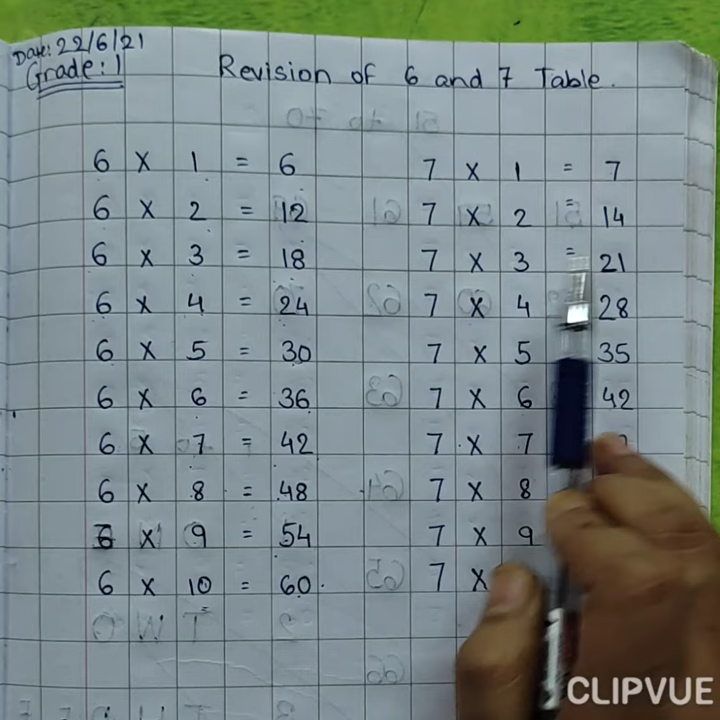 Date: 22/6/21
Grade: 1
Revision of 6 and 7 Table.
6 X 1 = 6 7 X 1 = 7
6 X 2 = 12 7 X 2 = 14
6 X 3 = 18 7 X 3 = 21
6 X 4 = 24 7 X 4 28
6 X 5 = 30 7 X 5 35
6 X 6 = 36 7 X 6 42
6 X 7 = 42 7 X 7
6 X 8 = 48 7 X 8
6 X 9 = 54 7 X 9
6 X 10 = 60 7 X
CLIPVUE